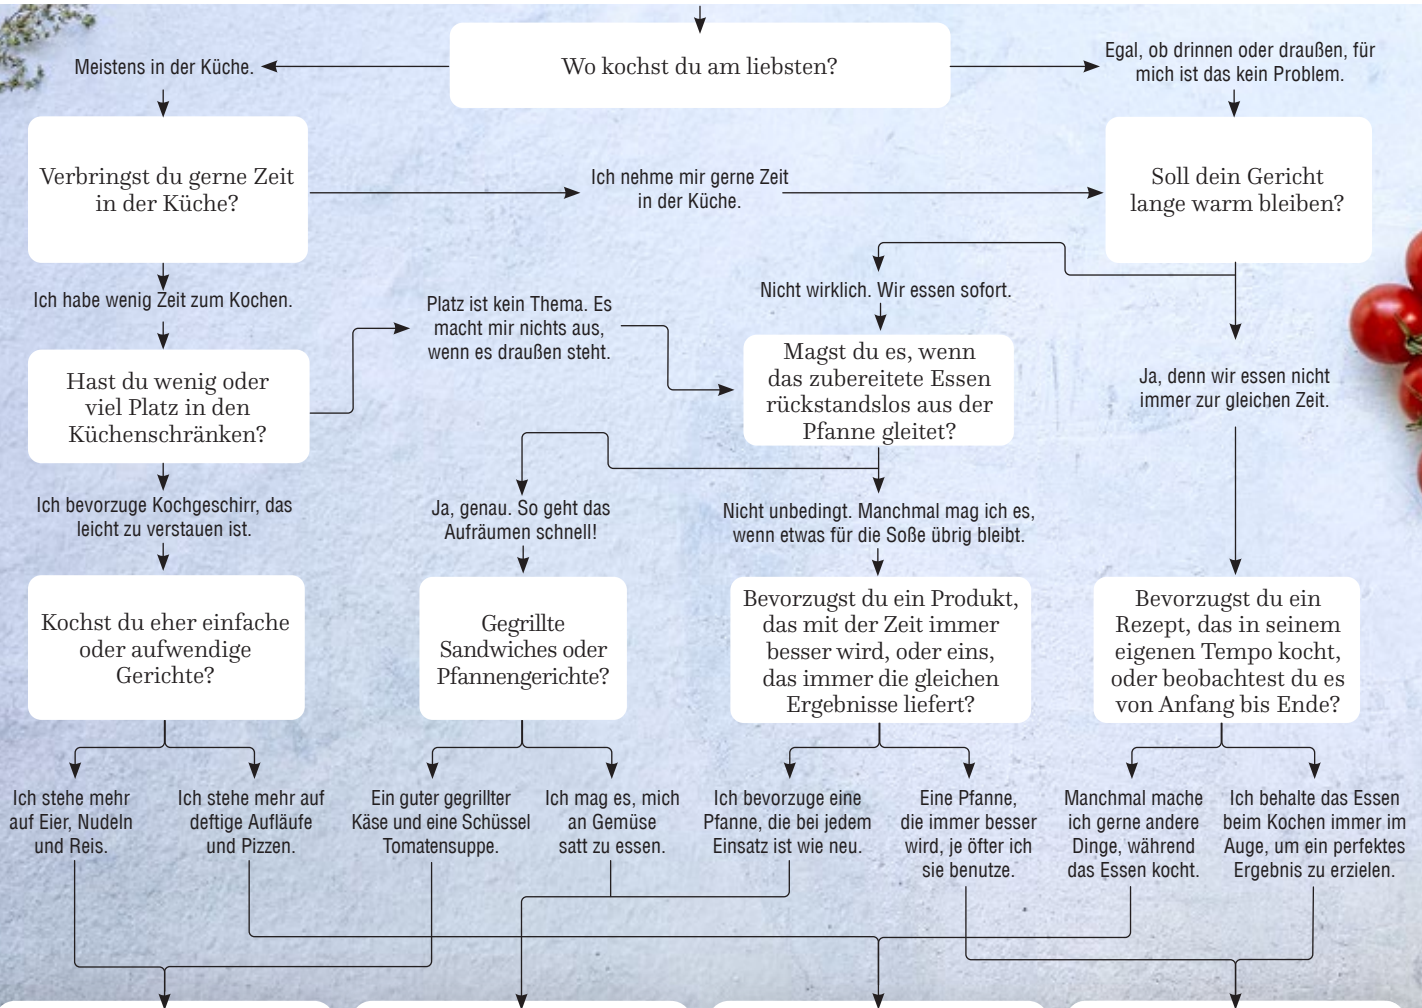 Wo kochst du am liebsten?
Meistens in der Küche.
Egal, ob drinnen oder draußen, für
mich ist das kein Problem.
Verbringst du gerne Zeit
in der Küche?
Ich nehme mir gerne Zeit
in der Küche.
Soll dein Gericht
lange warm bleiben?
Ich habe wenig Zeit zum Kochen.
Platz ist kein Thema. Es
macht mir nichts aus,
wenn es draußen steht.
Nicht wirklich. Wir essen sofort.
Hast du wenig oder
viel Platz in den
Küchenschränken?
Magst du es, wenn
das zubereitete Essen
rückstandslos aus der
Pfanne gleitet?
Ja, denn wir essen nicht
immer zur gleichen Zeit.
Ich bevorzuge Kochgeschirr, das
leicht zu verstauen ist.
Ja, genau. So geht das
Aufräumen schnell!
Nicht unbedingt. Manchmal mag ich es,
wenn etwas für die Soße übrig bleibt.
Kochst du eher einfache
oder aufwendige
Gerichte?
Gegrillte
Sandwiches oder
Pfannengerichte?
Bevorzugst du ein Produkt,
das mit der Zeit immer
besser wird, oder eins,
das immer die gleichen
Ergebnisse liefert?
Bevorzugst du ein
Rezept, das in seinem
eigenen Tempo kocht,
oder beobachtest du es
von Anfang bis Ende?
Ich stehe mehr
auf Eier, Nudeln
und Reis.
Ich stehe mehr auf
deftige Aufläufe
und Pizzen.
Ein guter gegrillter
Käse und eine Schüssel
Tomatensuppe.
Ich mag es, mich
an Gemüse
satt zu essen.
Ich bevorzuge eine
Pfanne, die bei jedem
Einsatz ist wie neu.
Eine Pfanne,
die immer besser
wird, je öfter ich
sie benutze.
Manchmal mache
ich gerne andere
Dinge, während
das Essen kocht.
Ich behalte das Essen
beim Kochen immer im
Auge, um ein perfektes
Ergebnis zu erzielen.